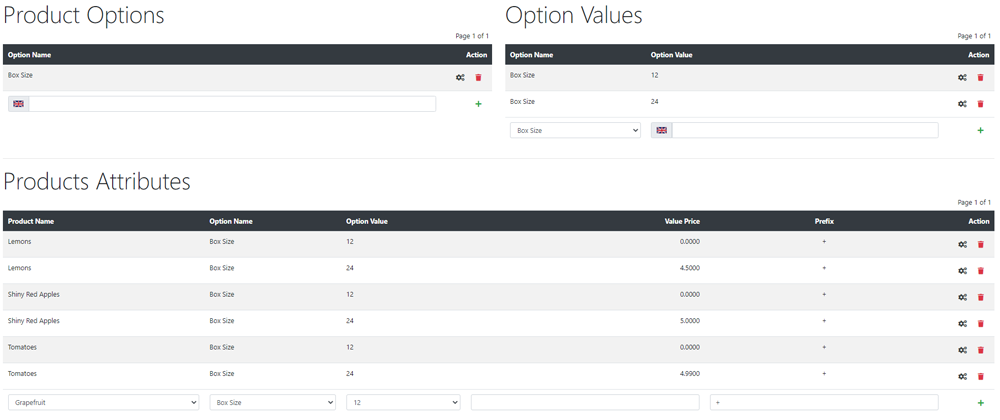 Product Options
Page 1 of 1
Option Name Action
Box Size
Option Values
Page 1 of 1
Option Name Option Value Action
Box Size 12
Box Size 24
Box Size
Products Attributes
Page 1 of 1
Product Name Option Name Option Value Value Price Prefix Action
Lemons Box Size 12 0.0000 +
Lemons Box Size 24 4.5000 +
Shiny Red Apples Box Size 12 0.0000 +
Shiny Red Apples Box Size 24 5.0000 +
Tomatoes Box Size 12 0.0000 +
Tomatoes Box Size 24 4.9900 +
Grapefruit Box Size 12 +